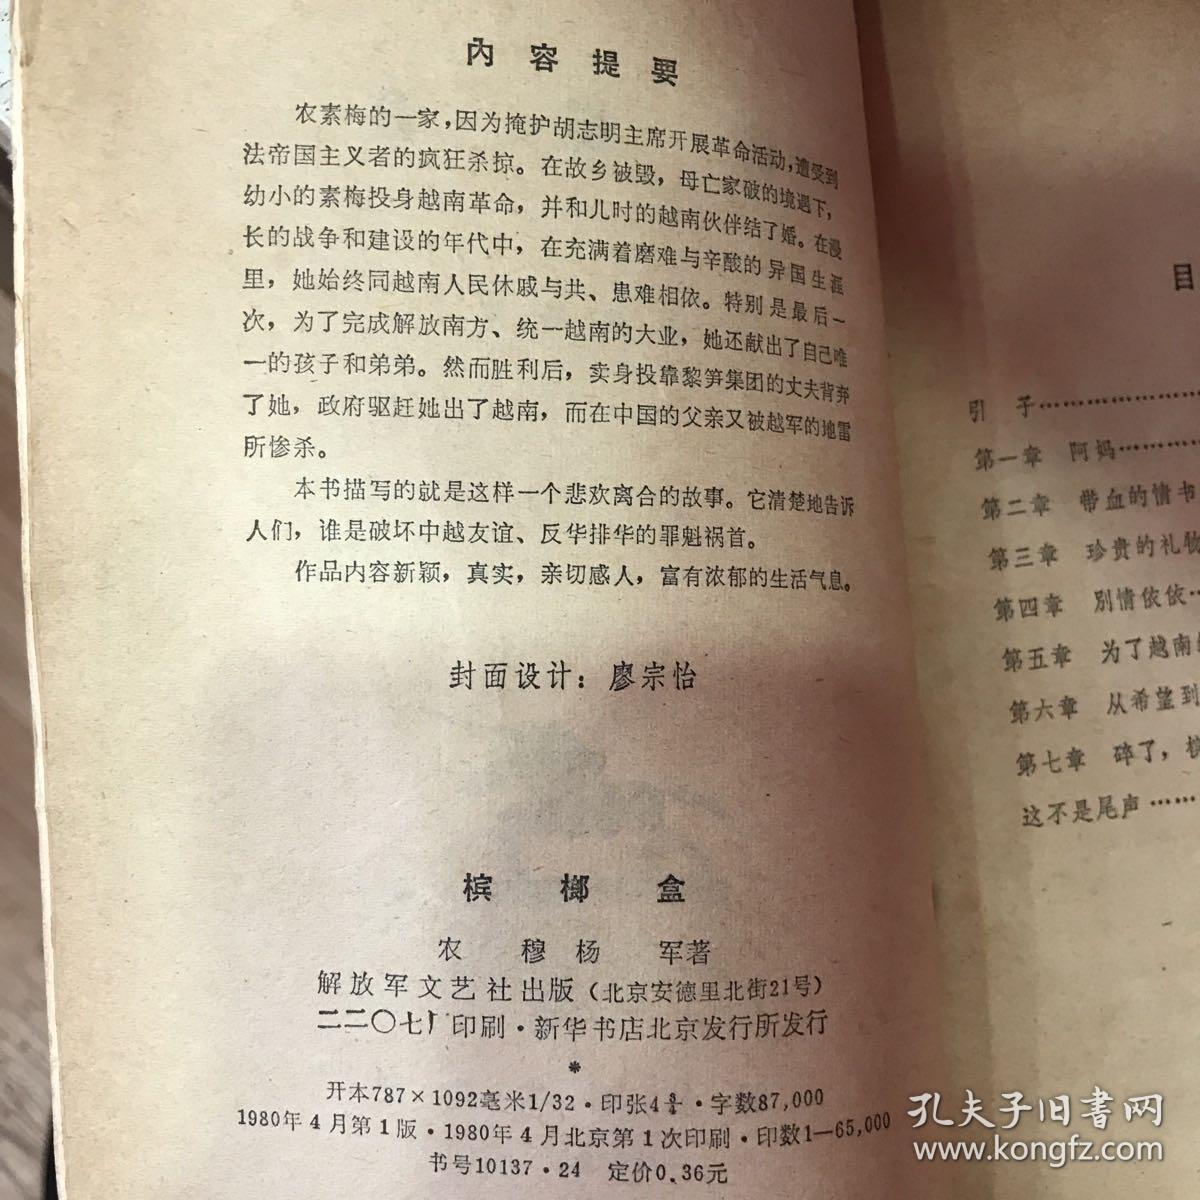 内容提要
农素梅的一家，因为掩护胡志明主席开展革命活动，遭受到
法帝国主义者的疯狂杀掠。在故乡被毁，母亡家破的境遇下，
幼小的素梅投身越南革命，并和儿时的越南伙伴结了婚。在漫
长的战争和建设的年代中，在充满着磨难与辛酸的异国生涯
里，她始终同越南人民休戚与共、患难相依。特别是最后一
次，为了完成解放南方、统一越南的大业，她还献出了自己唯
一的孩子和弟弟。然而胜利后，卖身投靠黎笋集团的丈夫背弃
了她，政府驱赶她出了越南，而在中国的父亲又被越军的地雷
所惨杀。
本书描写的就是这样一个悲欢离合的故事。它清楚地告诉
人们，谁是破坏中越友谊、反华排华的罪魁祸首。
作品内容新颖，真实，亲切感人，富有浓郁的生活气息。
封面设计：廖宗怡
槟榔盒
农 穆 杨 军著
解放军文艺社出版（北京安德里北街21号）
二二〇七厂印刷·新华书店北京发行所发行
*
开本787×1092毫米1/32·印张4·字数87,000
1980年4月第1版·1980年4月北京第1次印刷·印数1—65,000
书号10137·24 定价0.36元
目
引子…………………
第一章 阿妈…………
第二章 带血的情书
第三章 珍贵的礼物
第四章 别情依依…
第五章 为了越南
第六章 从希望到
第七章 碎了，
这不是尾声………
孔夫子旧书网
www.kongfz.com